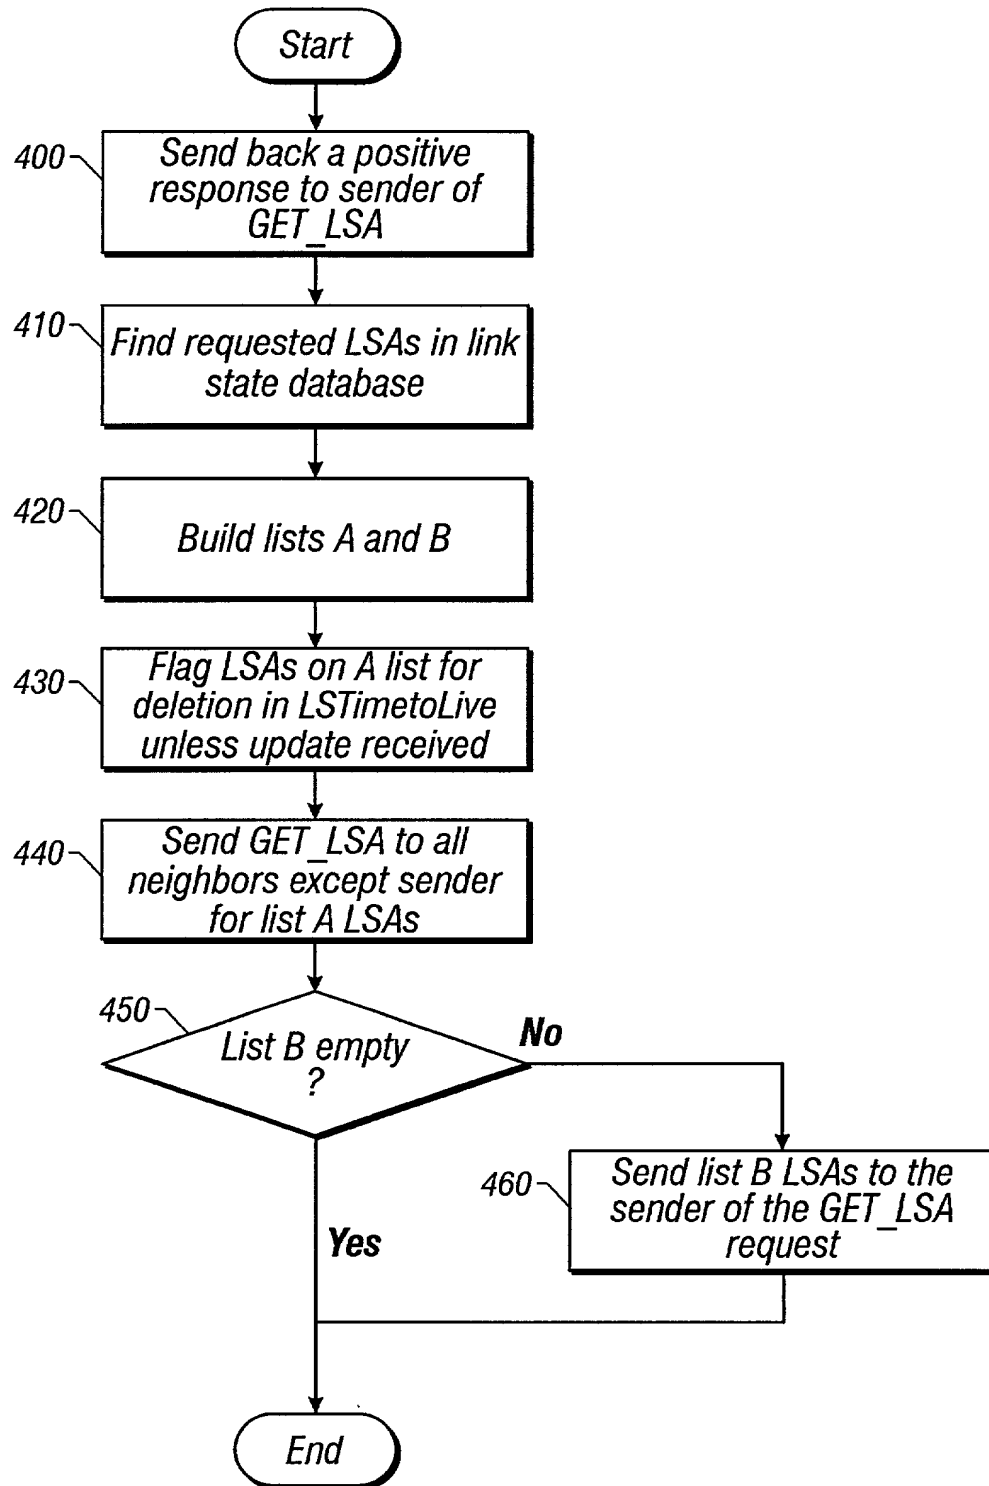 Start
400
Send back a positive
response to sender of
GET_LSA
410
Find requested LSAs in link
state database
420
Build lists A and B
430
Flag LSAs on A list for
deletion in LSTimetoLive
unless update received
440
Send GET_LSA to all
neighbors except sender
for list A LSAs
450
List B empty
?
No
460
Send list B LSAs to the
sender of the GET_LSA
request
Yes
End